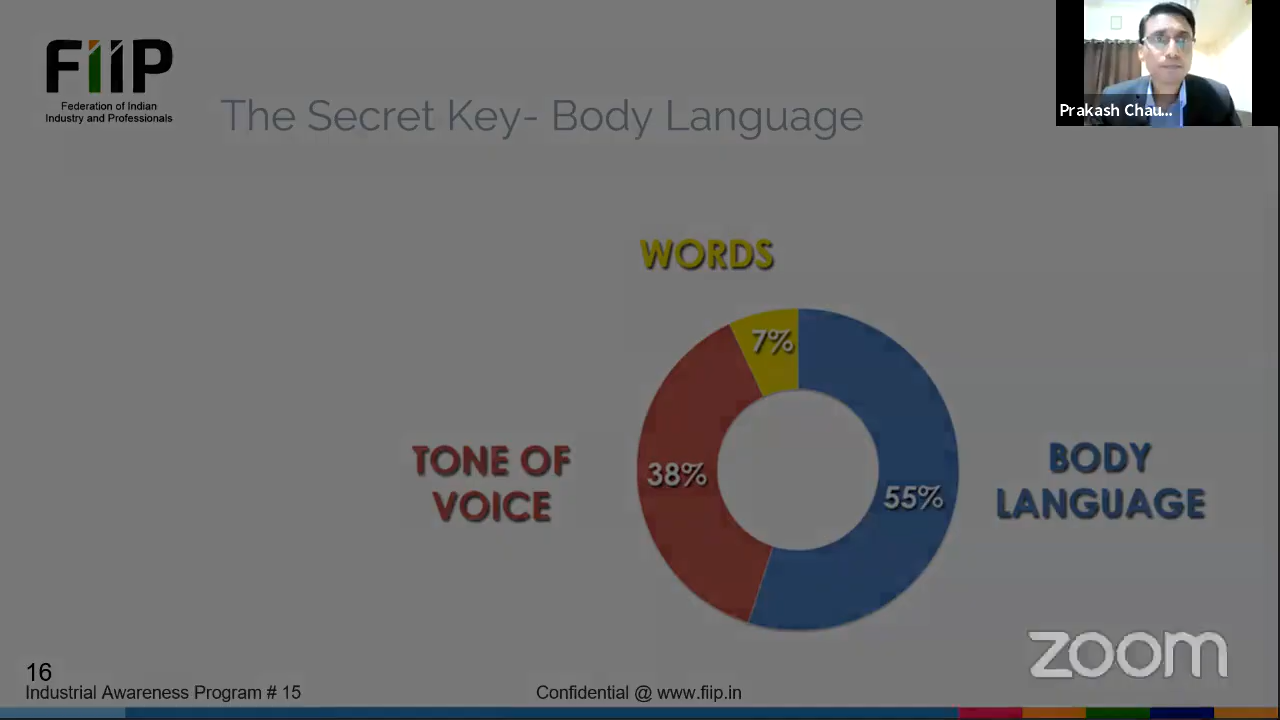 FiiP
Federation of Indian
Industry and Professionals
The Secret Key- Body Language
Prakash Chau...
WORDS
7%
TONE OF
VOICE
38%
55%
BODY
LANGUAGE
zoom
16
Industrial Awareness Program # 15
Confidential @ www.fiip.in